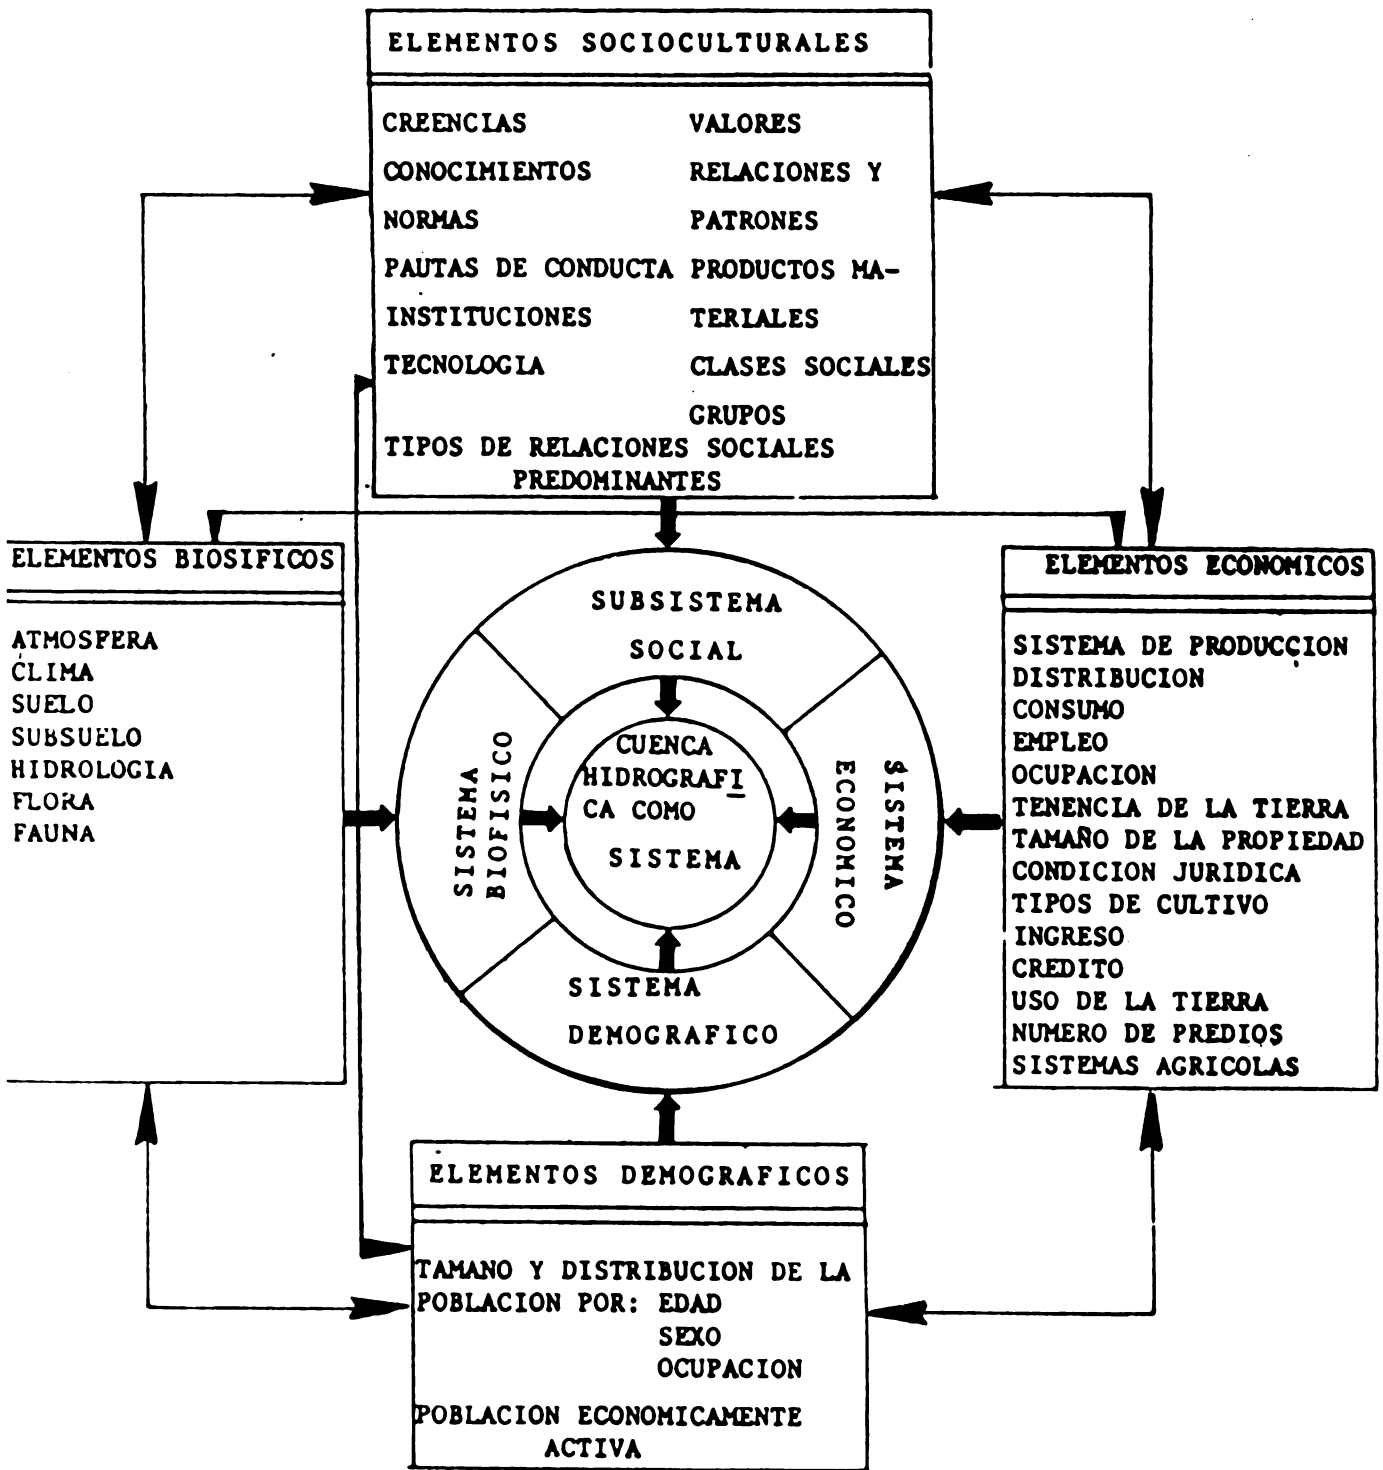 ELEMENTOS SOCIOCULTURALES
CREENCIAS
CONOCIMIENTOS
NORMAS
PAUTAS DE CONDUCTA
INSTITUCIONES
TECNOLOGIA
VALORES
RELACIONES Y
PATRONES
PRODUCTOS MA-
TERIALES
CLASES SOCIALES
GRUPOS
TIPOS DE RELACIONES SOCIALES
PREDOMINANTES
ELEMENTOS BIOSIFICOS
ATMOSFERA
CLIMA
SUELO
SUBSUELO
HIDROLOGIA
FLORA
FAUNA
SUBSISTEMA
SOCIAL
SISTEMA
BIOFISICO
CUENCA
HIDROGRAFI
CA COMO
SISTEMA
SISTEMA
ECONOMICO
SISTEMA
DEMOGRAFICO
ELEMENTOS ECONOMICOS
SISTEMA DE PRODUCCION
DISTRIBUCION
CONSUMO
EMPLEO
OCUPACION
TENENCIA DE LA TIERRA
TAMAÑO DE LA PROPIEDAD
CONDICION JURIDICA
TIPOS DE CULTIVO
INGRESO
CREDITO
USO DE LA TIERRA
NUMERO DE PREDIOS
SISTEMAS AGRICOLAS
ELEMENTOS DEMOGRAFICOS
TAMANO Y DISTRIBUCION DE LA
POBLACION POR: EDAD
SEXO
OCUPACION
POBLACION ECONOMICAMENTE
ACTIVA